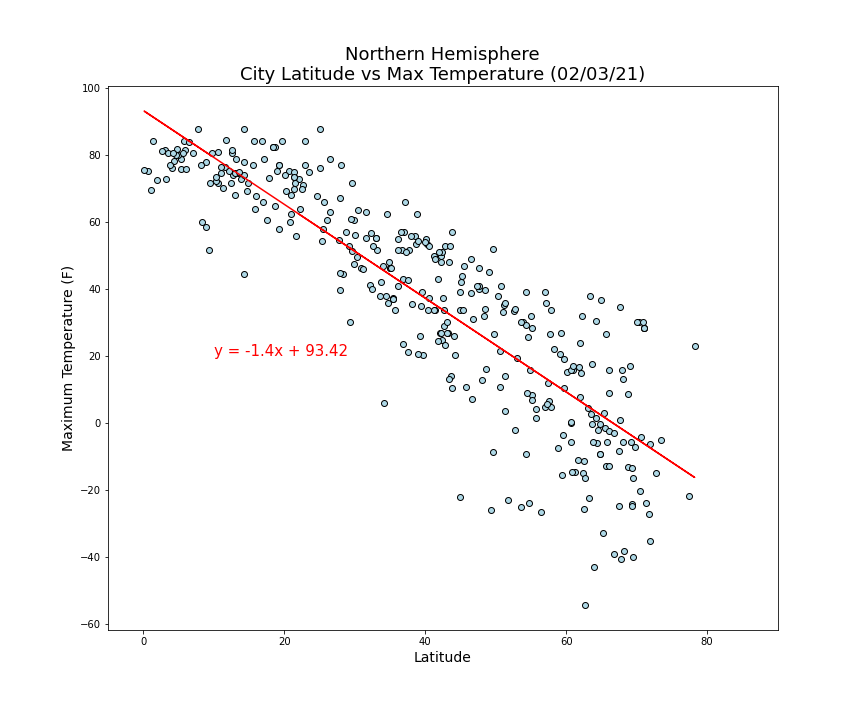 Northern Hemisphere
City Latitude vs Max Temperature (02/03/21)
100
80
60
40
20
0
−20
−40
−60
Maximum Temperature (F)
y = -1.4x + 93.42
0
20
40
60
80
Latitude